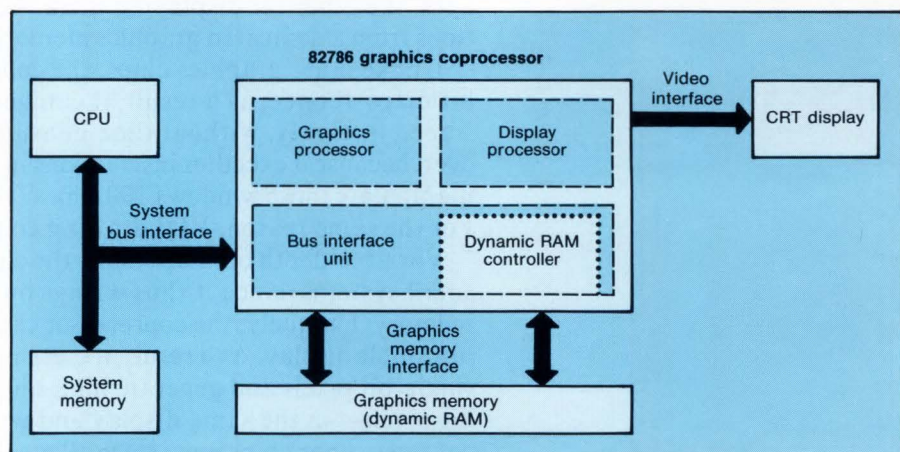 82786 graphics coprocessor
CPU
Graphics
processor
Display
processor
Video
interface
CRT display
System
bus interface
Bus interface
unit
Dynamic RAM
controller
Graphics
memory
interface
System
memory
Graphics memory
(dynamic RAM)